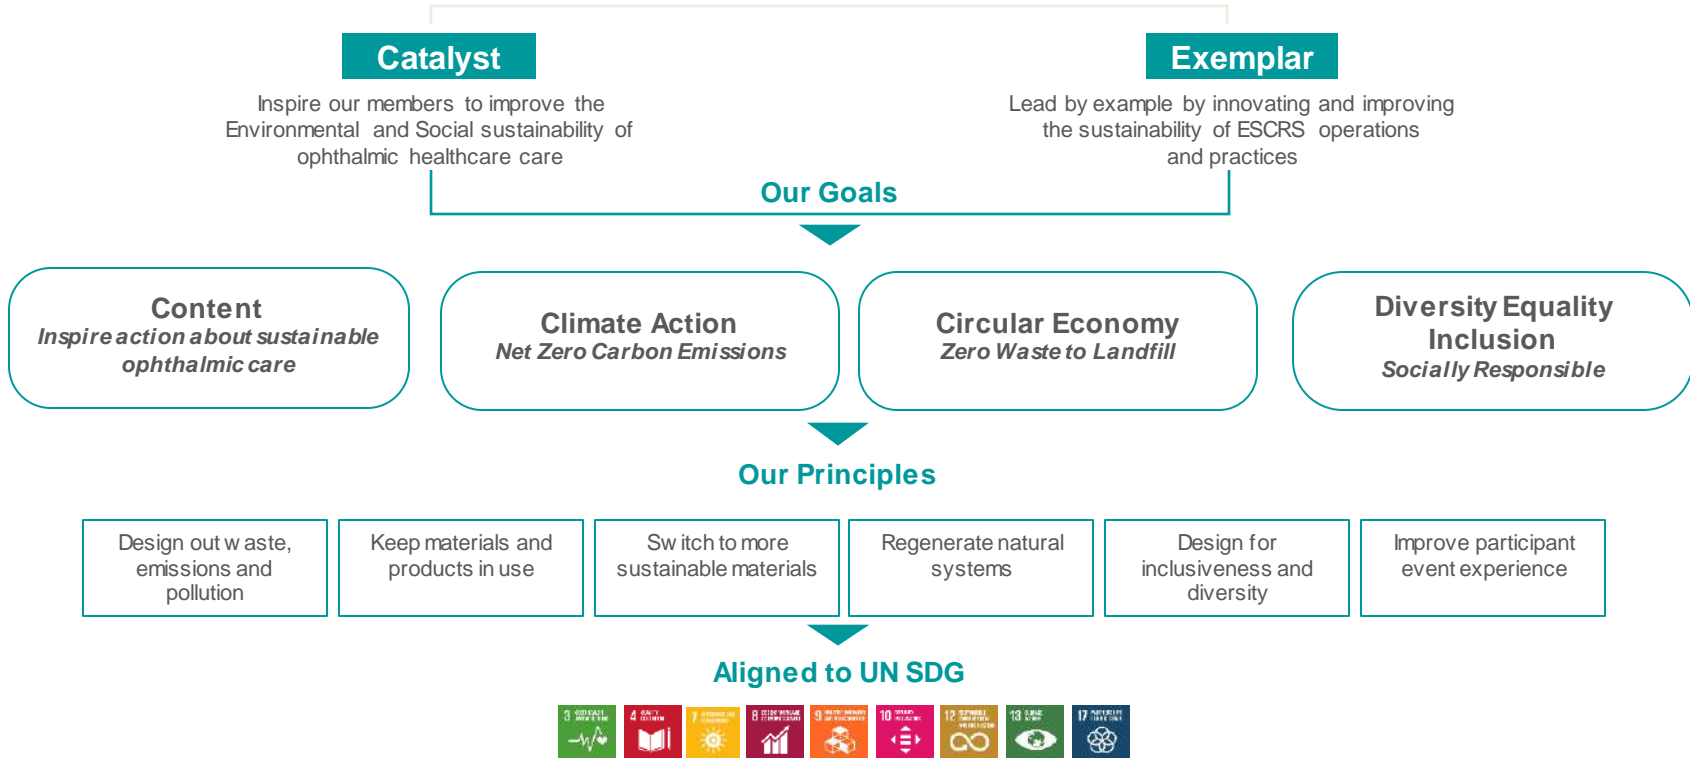 Catalyst
Exemplar
Inspire our members to improve the
Environmental and Social sustainability of
ophthalmic healthcare care
Lead by example by innovating and improving
the sustainability of ESCRS operations
and practices
Our Goals
Content
Inspire action about sustainable
ophthalmic care
Climate Action
Net Zero Carbon Emissions
Circular Economy
Zero Waste to Landfill
Diversity Equality
Inclusion
Socially Responsible
Our Principles
Design out waste,
emissions and
pollution
Keep materials and
products in use
Switch to more
sustainable materials
Regenerate natural
systems
Design for
inclusiveness and
diversity
Improve participant
event experience
Aligned to UN SDG
3
4
7
8
9
10
12
13
17